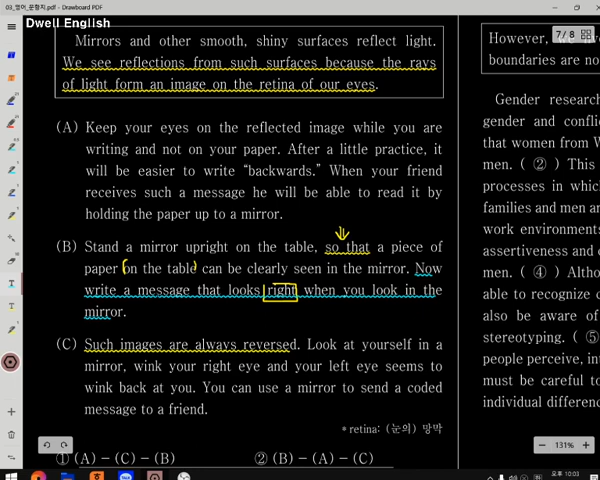 03_영어_문항지.pdf - Drawboard PDF
Dwell English
7 / 8
Mirrors and other smooth, shiny surfaces reflect light.
We see reflections from such surfaces because the rays
of light form an image on the retina of our eyes.
(A) Keep your eyes on the reflected image while you are
writing and not on your paper. After a little practice, it
will be easier to write “backwards.” When your friend
receives such a message he will be able to read it by
holding the paper up to a mirror.
(B) Stand a mirror upright on the table, so that a piece of
paper on the table can be clearly seen in the mirror. Now
write a message that looks right when you look in the
mirror.
(C) Such images are always reversed. Look at yourself in a
mirror, wink your right eye and your left eye seems to
wink back at you. You can use a mirror to send a coded
message to a friend.
* retina: (눈의) 망막
① (A)-(C)-(B) ② (B)-(A)-(C)
However,
boundaries are no
Gender researc
gender and conflic
that women from W
men. ( ② ) This
processes in which
families and men ar
work environments
assertiveness and c
men. ( ④ ) Altho
able to recognize c
also be aware of
stereotyping. ( ⑤
people perceive, in
must be careful to
individual differenc
131%
오후 10:03